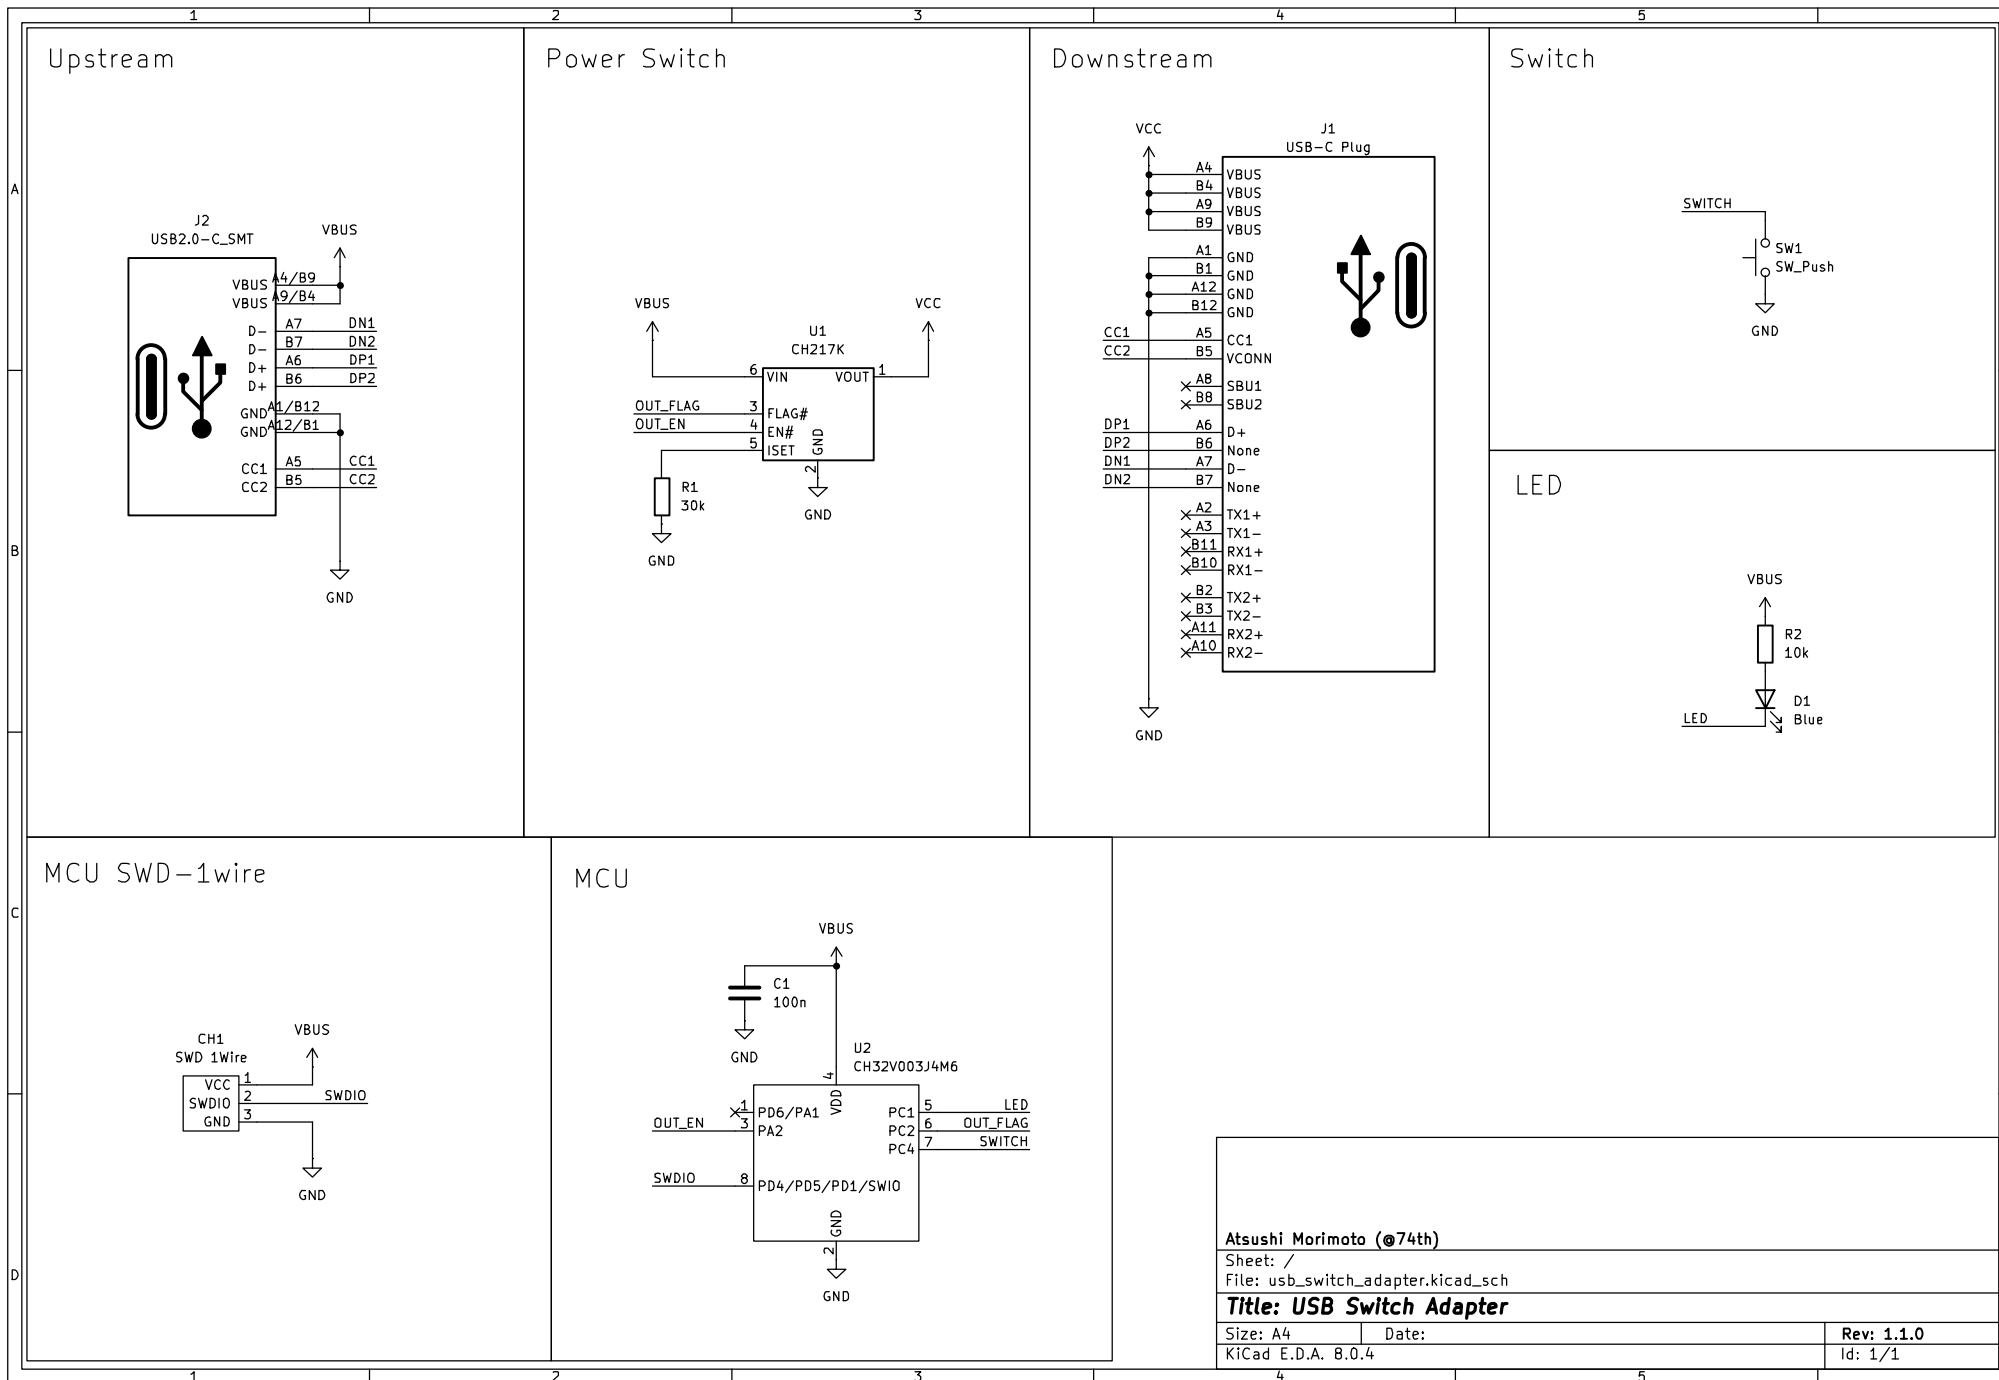 1 2 3 4 5
A
B
C
D
Upstream
J2
USB2.0-C_SMT
VBUS
VBUS A4/B9
VBUS A9/B4
D- A7 DN1
D- B7 DN2
D+ A6 DP1
D+ B6 DP2
GND A1/B12
GND A12/B1
CC1 A5 CC1
CC2 B5 CC2
GND
Power Switch
VBUS
VCC
U1
CH217K
6 VIN VOUT 1
OUT_FLAG 3 FLAG#
OUT_EN 4 EN#
5 ISET GND
2
R1
30k
GND
GND
Downstream
VCC
J1
USB-C Plug
A4 VBUS
B4 VBUS
A9 VBUS
B9 VBUS
A1 GND
B1 GND
A12 GND
B12 GND
CC1 A5 CC1
CC2 B5 VCONN
A8 SBU1
B8 SBU2
DP1 A6 D+
DP2 B6 None
DN1 A7 D-
DN2 B7 None
A2 TX1+
A3 TX1-
B11 RX1+
B10 RX1-
B2 TX2+
B3 TX2-
A11 RX2+
A10 RX2-
GND
Switch
SWITCH
SW1
SW_Push
GND
LED
VBUS
R2
10k
D1
Blue
LED
MCU SWD-1wire
CH1
SWD 1Wire
VBUS
VCC 1
SWDIO 2 SWDIO
GND 3
GND
MCU
VBUS
C1
100n
GND
U2
CH32V003J4M6
4
VDD
1 PD6/PA1
OUT_EN 3 PA2
SWDIO 8 PD4/PD5/PD1/SWIO
PC1 5 LED
PC2 6 OUT_FLAG
PC4 7 SWITCH
GND
2
GND
Atsushi Morimoto (@74th)
Sheet: /
File: usb_switch_adapter.kicad_sch
Title: USB Switch Adapter
Size: A4 Date: Rev: 1.1.0
KiCad E.D.A. 8.0.4 Id: 1/1
1 2 3 4 5